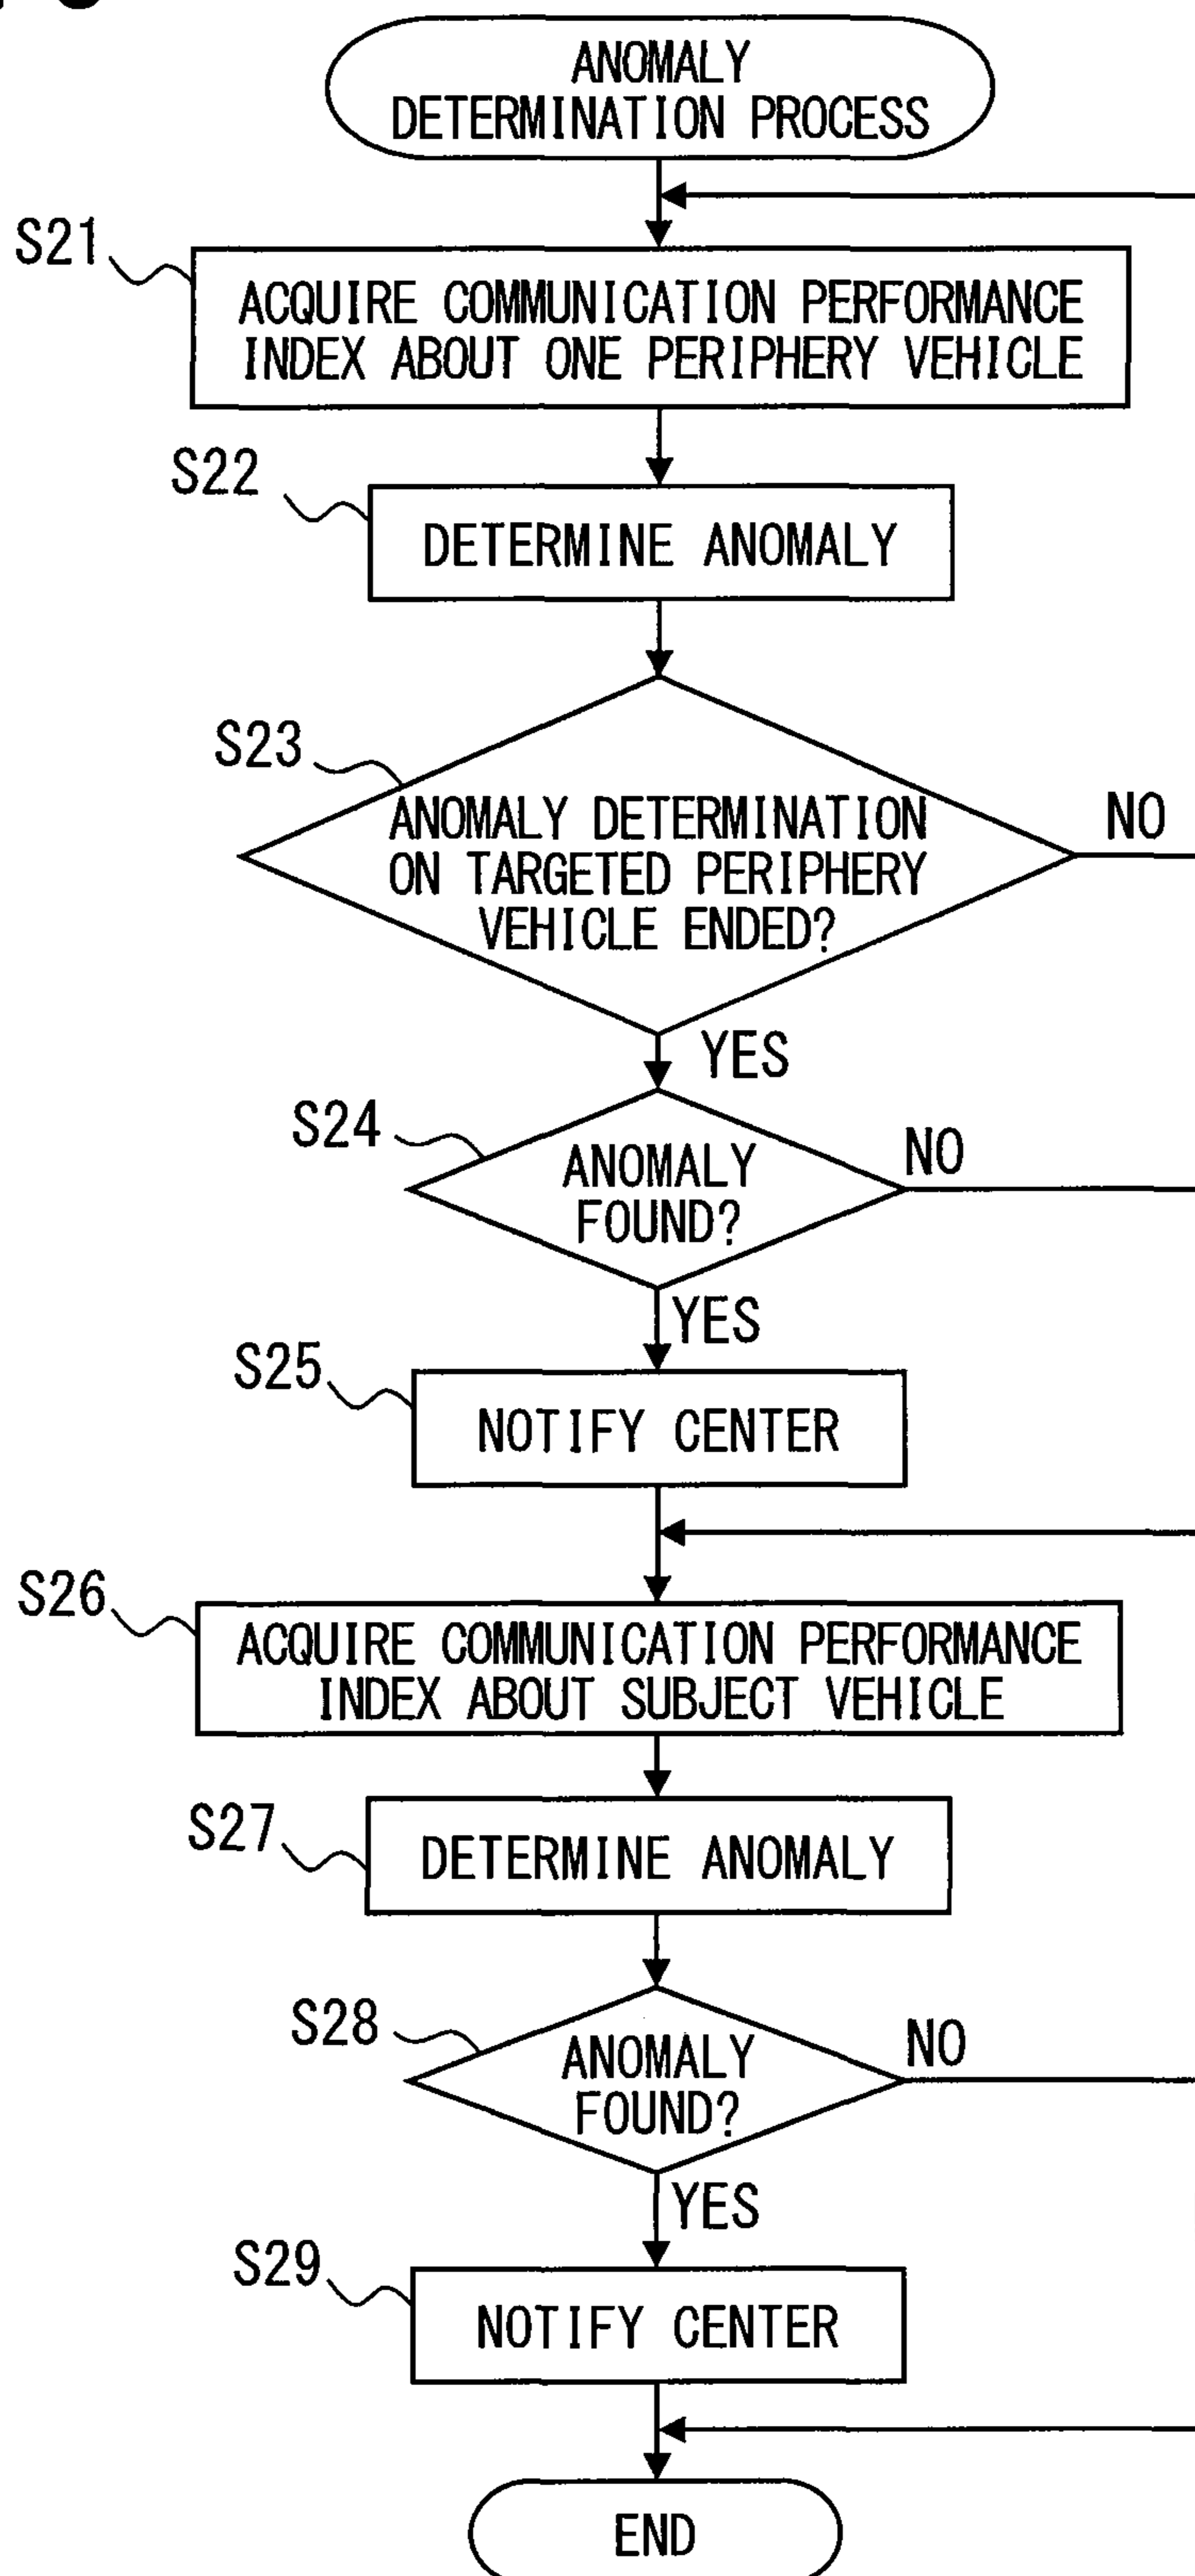 ANOMALY
DETERMINATION PROCESS
S21
ACQUIRE COMMUNICATION PERFORMANCE
INDEX ABOUT ONE PERIPHERY VEHICLE
S22
DETERMINE ANOMALY
S23
ANOMALY DETERMINATION
ON TARGETED PERIPHERY
VEHICLE ENDED?
NO
YES
S24
ANOMALY
FOUND?
NO
YES
S25
NOTIFY CENTER
S26
ACQUIRE COMMUNICATION PERFORMANCE
INDEX ABOUT SUBJECT VEHICLE
S27
DETERMINE ANOMALY
S28
ANOMALY
FOUND?
NO
YES
S29
NOTIFY CENTER
END